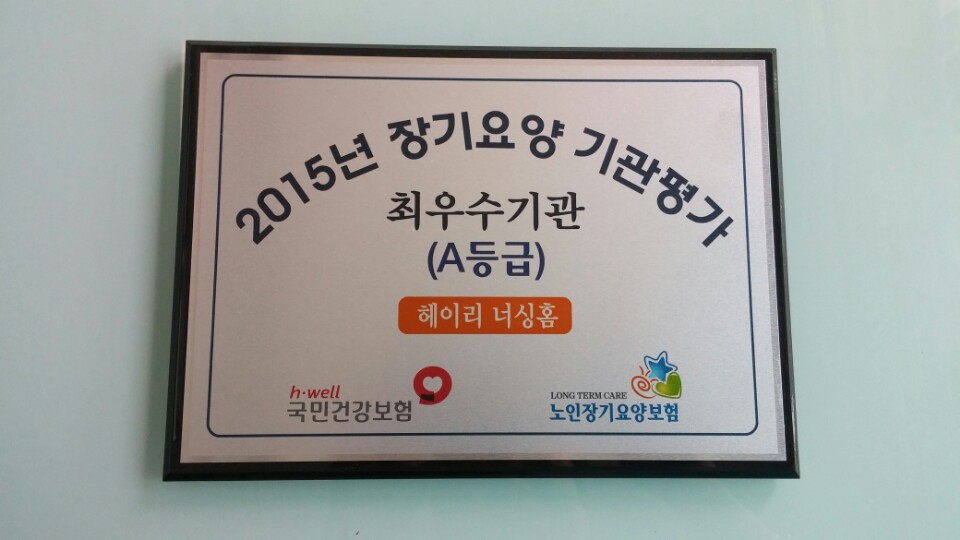 2015년 장기요양 기관평가
최우수기관
(A등급)
헤이리 너싱홈
h·well
국민건강보험
LONG TERM CARE
노인장기요양보험